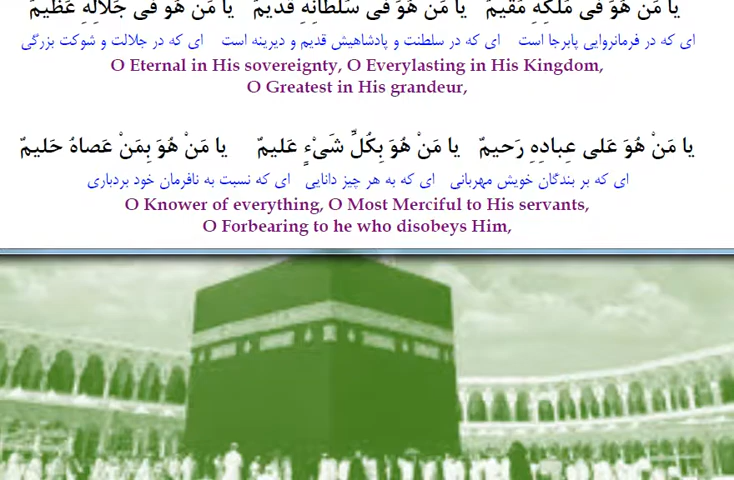 يا مَنْ هُوَ فى مُلْكِهِ مُقيمٌ يا مَنْ هُوَ فى سُلْطانِهِ قَديمٌ يا مَنْ هُوَ فى جَلالِهِ عَظيمٌ
ای که در فرمانروایی پابرجا است ای که در سلطنت و پادشاهیش قدیم و دیرینه است ای که در جلالت و شوکت بزرگی
O Eternal in His sovereignty, O Everylasting in His Kingdom,
O Greatest in His grandeur,
يا مَنْ هُوَ عَلى عِبادِهِ رَحيمٌ يا مَنْ هُوَ بِكُلِّ شَىْءٍ عَليمٌ يا مَنْ هُوَ بِمَنْ عَصاهُ حَليمٌ
ای که بر بندگان خویش مهربانی ای که به هر چیز دانایی ای که نسبت به نافرمان خود بردباری
O Knower of everything, O Most Merciful to His servants,
O Forbearing to he who disobeys Him,